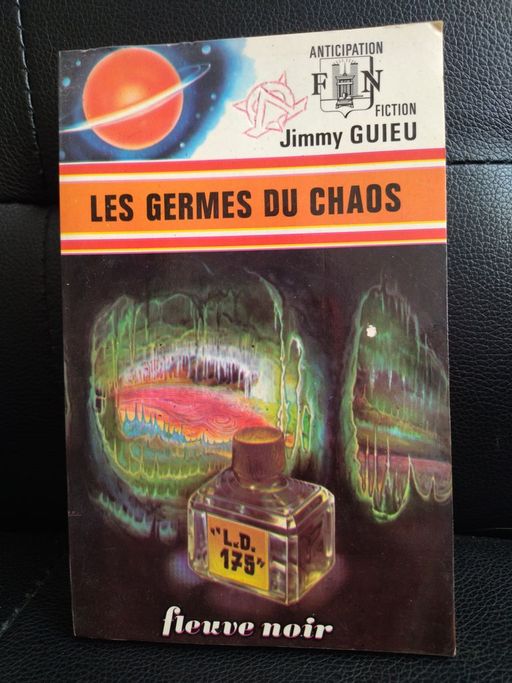 ANTICIPATION
FN
FICTION
Jimmy GUIEU
LES GERMES DU CHAOS
"L.D.
175"
fleuve noir